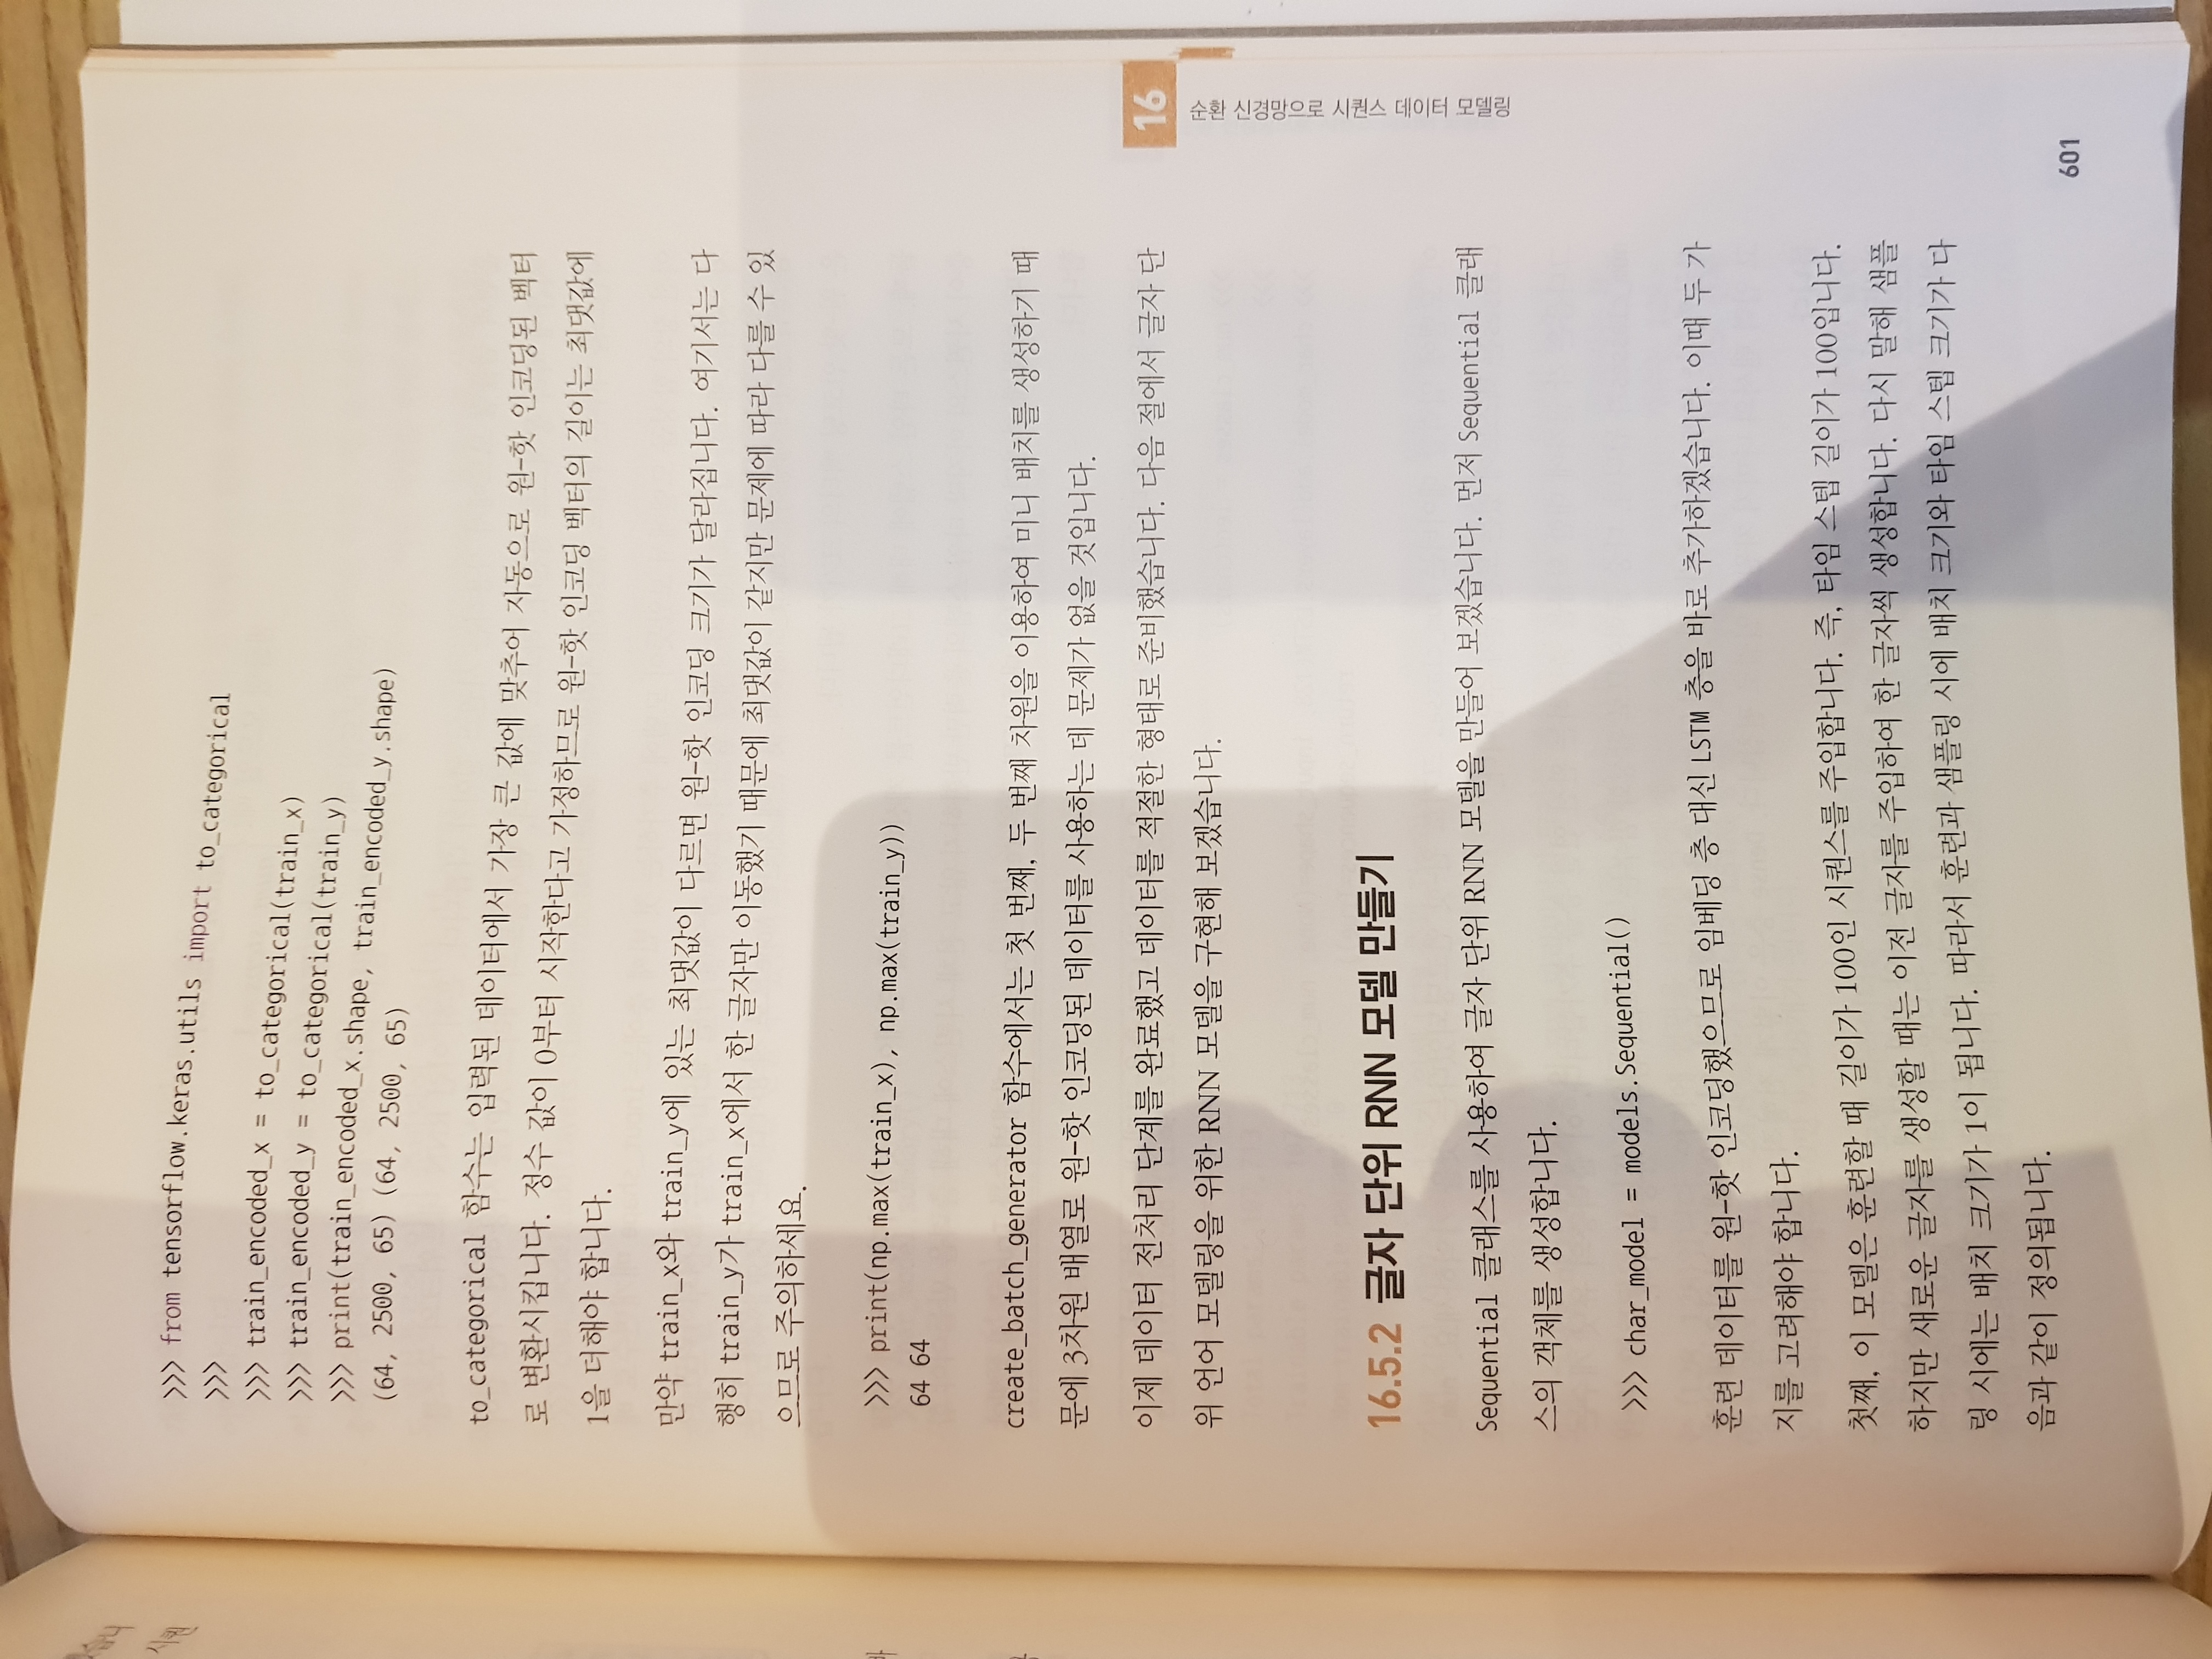 >>> from tensorflow.keras.utils import to_categorical
>>>
>>> train_encoded_x = to_categorical(train_x)
>>> train_encoded_y = to_categorical(train_y)
>>> print(train_encoded_x.shape, train_encoded_y.shape)
(64, 2500, 65) (64, 2500, 65)
to_categorical 함수는 입력된 데이터에서 가장 큰 값에 맞추어 자동으로 원-핫 인코딩된 벡터
로 변환시킵니다. 정수 값이 0부터 시작한다고 가정하므로 원-핫 인코딩 벡터의 길이는 최댓값에
1을 더해야 합니다.
만약 train_x와 train_y에 있는 최댓값이 다르면 원-핫 인코딩 크기가 달라집니다. 여기서는 다
행히 train_y가 train_x에서 한 글자만 이동했기 때문에 최댓값이 같지만 문제에 따라 다를 수 있
으므로 주의하세요.
>>> print(np.max(train_x), np.max(train_y))
64 64
create_batch_generator 함수에서는 첫 번째, 두 번째 차원을 이용하여 미니 배치를 생성하기 때
문에 3차원 배열로 원-핫 인코딩된 데이터를 사용하는 데 문제가 없을 것입니다.
이제 데이터 전처리 단계를 완료했고 데이터를 적절한 형태로 준비했습니다. 다음 절에서 글자 단
위 언어 모델링을 위한 RNN 모델을 구현해 보겠습니다.
16.5.2 글자 단위 RNN 모델 만들기
Sequential 클래스를 사용하여 글자 단위 RNN 모델을 만들어 보겠습니다. 먼저 Sequential 클래
스의 객체를 생성합니다.
>>> char_model = models.Sequential()
훈련 데이터를 원-핫 인코딩했으므로 임베딩 층 대신 LSTM 층을 바로 추가하겠습니다. 이때 두 가
지를 고려해야 합니다.
첫째, 이 모델은 훈련할 때 길이가 100인 시퀀스를 주입합니다. 즉, 타임 스텝 길이가 100입니다.
하지만 새로운 글자를 생성할 때는 이전 글자를 주입하여 한 글자씩 생성합니다. 다시 말해 샘플
링 시에는 배치 크기가 1이 됩니다. 따라서 훈련과 샘플링 시에 배치 크기와 타임 스텝 크기가 다
음과 같이 정의됩니다.
16
순환 신경망으로 시퀀스 데이터 모델링
601